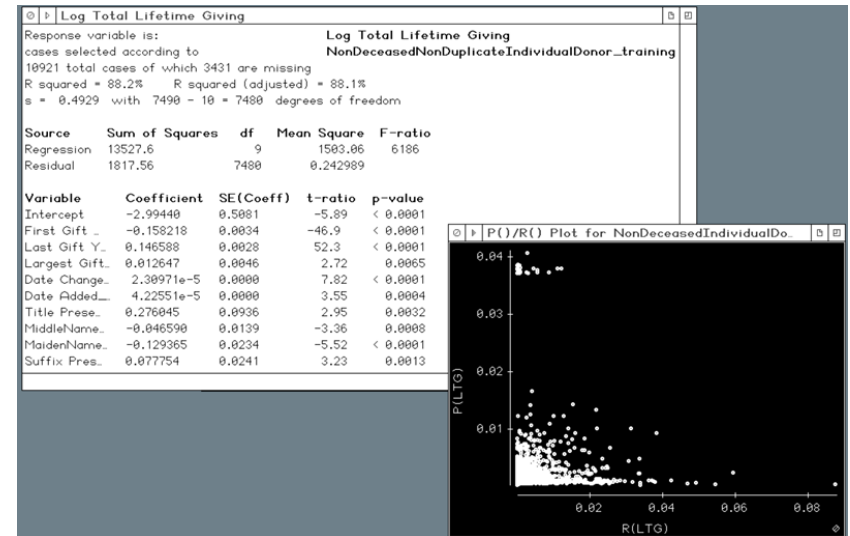 Log Total Lifetime Giving
Response variable is: Log Total Lifetime Giving
cases selected according to NonDeceasedNonDuplicateIndividualDonor_training
10921 total cases of which 3431 are missing
R squared = 88.2% R squared (adjusted) = 88.1%
s = 0.4929 with 7490 - 10 = 7480 degrees of freedom
Source Sum of Squares df Mean Square F-ratio
Regression 13527.6 9 1503.06 6186
Residual 1817.56 7480 0.242989
Variable Coefficient SE(Coeff) t-ratio p-value
Intercept -2.99440 0.5081 -5.89 < 0.0001
First Gift _ -0.158218 0.0034 -46.9 < 0.0001
Last Gift Y… 0.146588 0.0028 52.3 < 0.0001
Largest Gift… 0.012647 0.0046 2.72 0.0065
Date Change… 2.30971e-5 0.0000 7.82 < 0.0001
Date Added_… 4.22551e-5 0.0000 3.55 0.0004
Title Prese… 0.276045 0.0936 2.95 0.0032
MiddleName… -0.046590 0.0139 -3.36 0.0008
MaidenName… -0.129365 0.0234 -5.52 < 0.0001
Suffix Pres… 0.077754 0.0241 3.23 0.0013
P()/R() Plot for NonDeceasedIndividualDo…
0.04
0.03
0.02
0.01
P(LTG)
0.02 0.04 0.06 0.08
R(LTG)